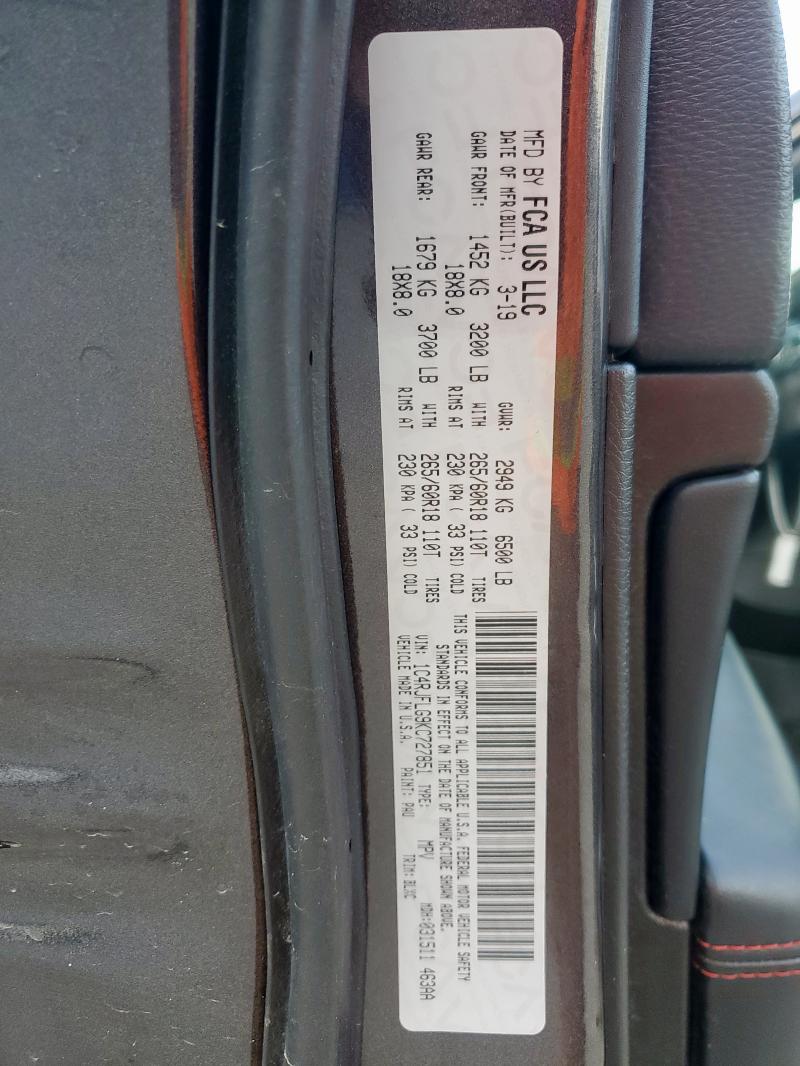 MFD BY FCA US LLC
DATE OF MFR(BUILT): 3-19 GVWR: 2949 KG 6500 LB
GAWR FRONT: 1452 KG 3200 LB WITH 265/60R18 110T TIRES
18X8.0 RIMS AT 230 KPA ( 33 PSI) COLD
GAWR REAR: 1679 KG 3700 LB WITH 265/60R18 110T TIRES
18X8.0 RIMS AT 230 KPA ( 33 PSI) COLD
THIS VEHICLE CONFORMS TO ALL APPLICABLE U.S.A. FEDERAL MOTOR VEHICLE SAFETY
STANDARDS IN EFFECT ON THE DATE OF MANUFACTURE SHOWN ABOVE.
VIN: 1C4RJFLG9KC727851 TYPE: MPV MDH:031511 463AA
VEHICLE MADE IN U.S.A. PAINT: PAU TRIM: BLXC